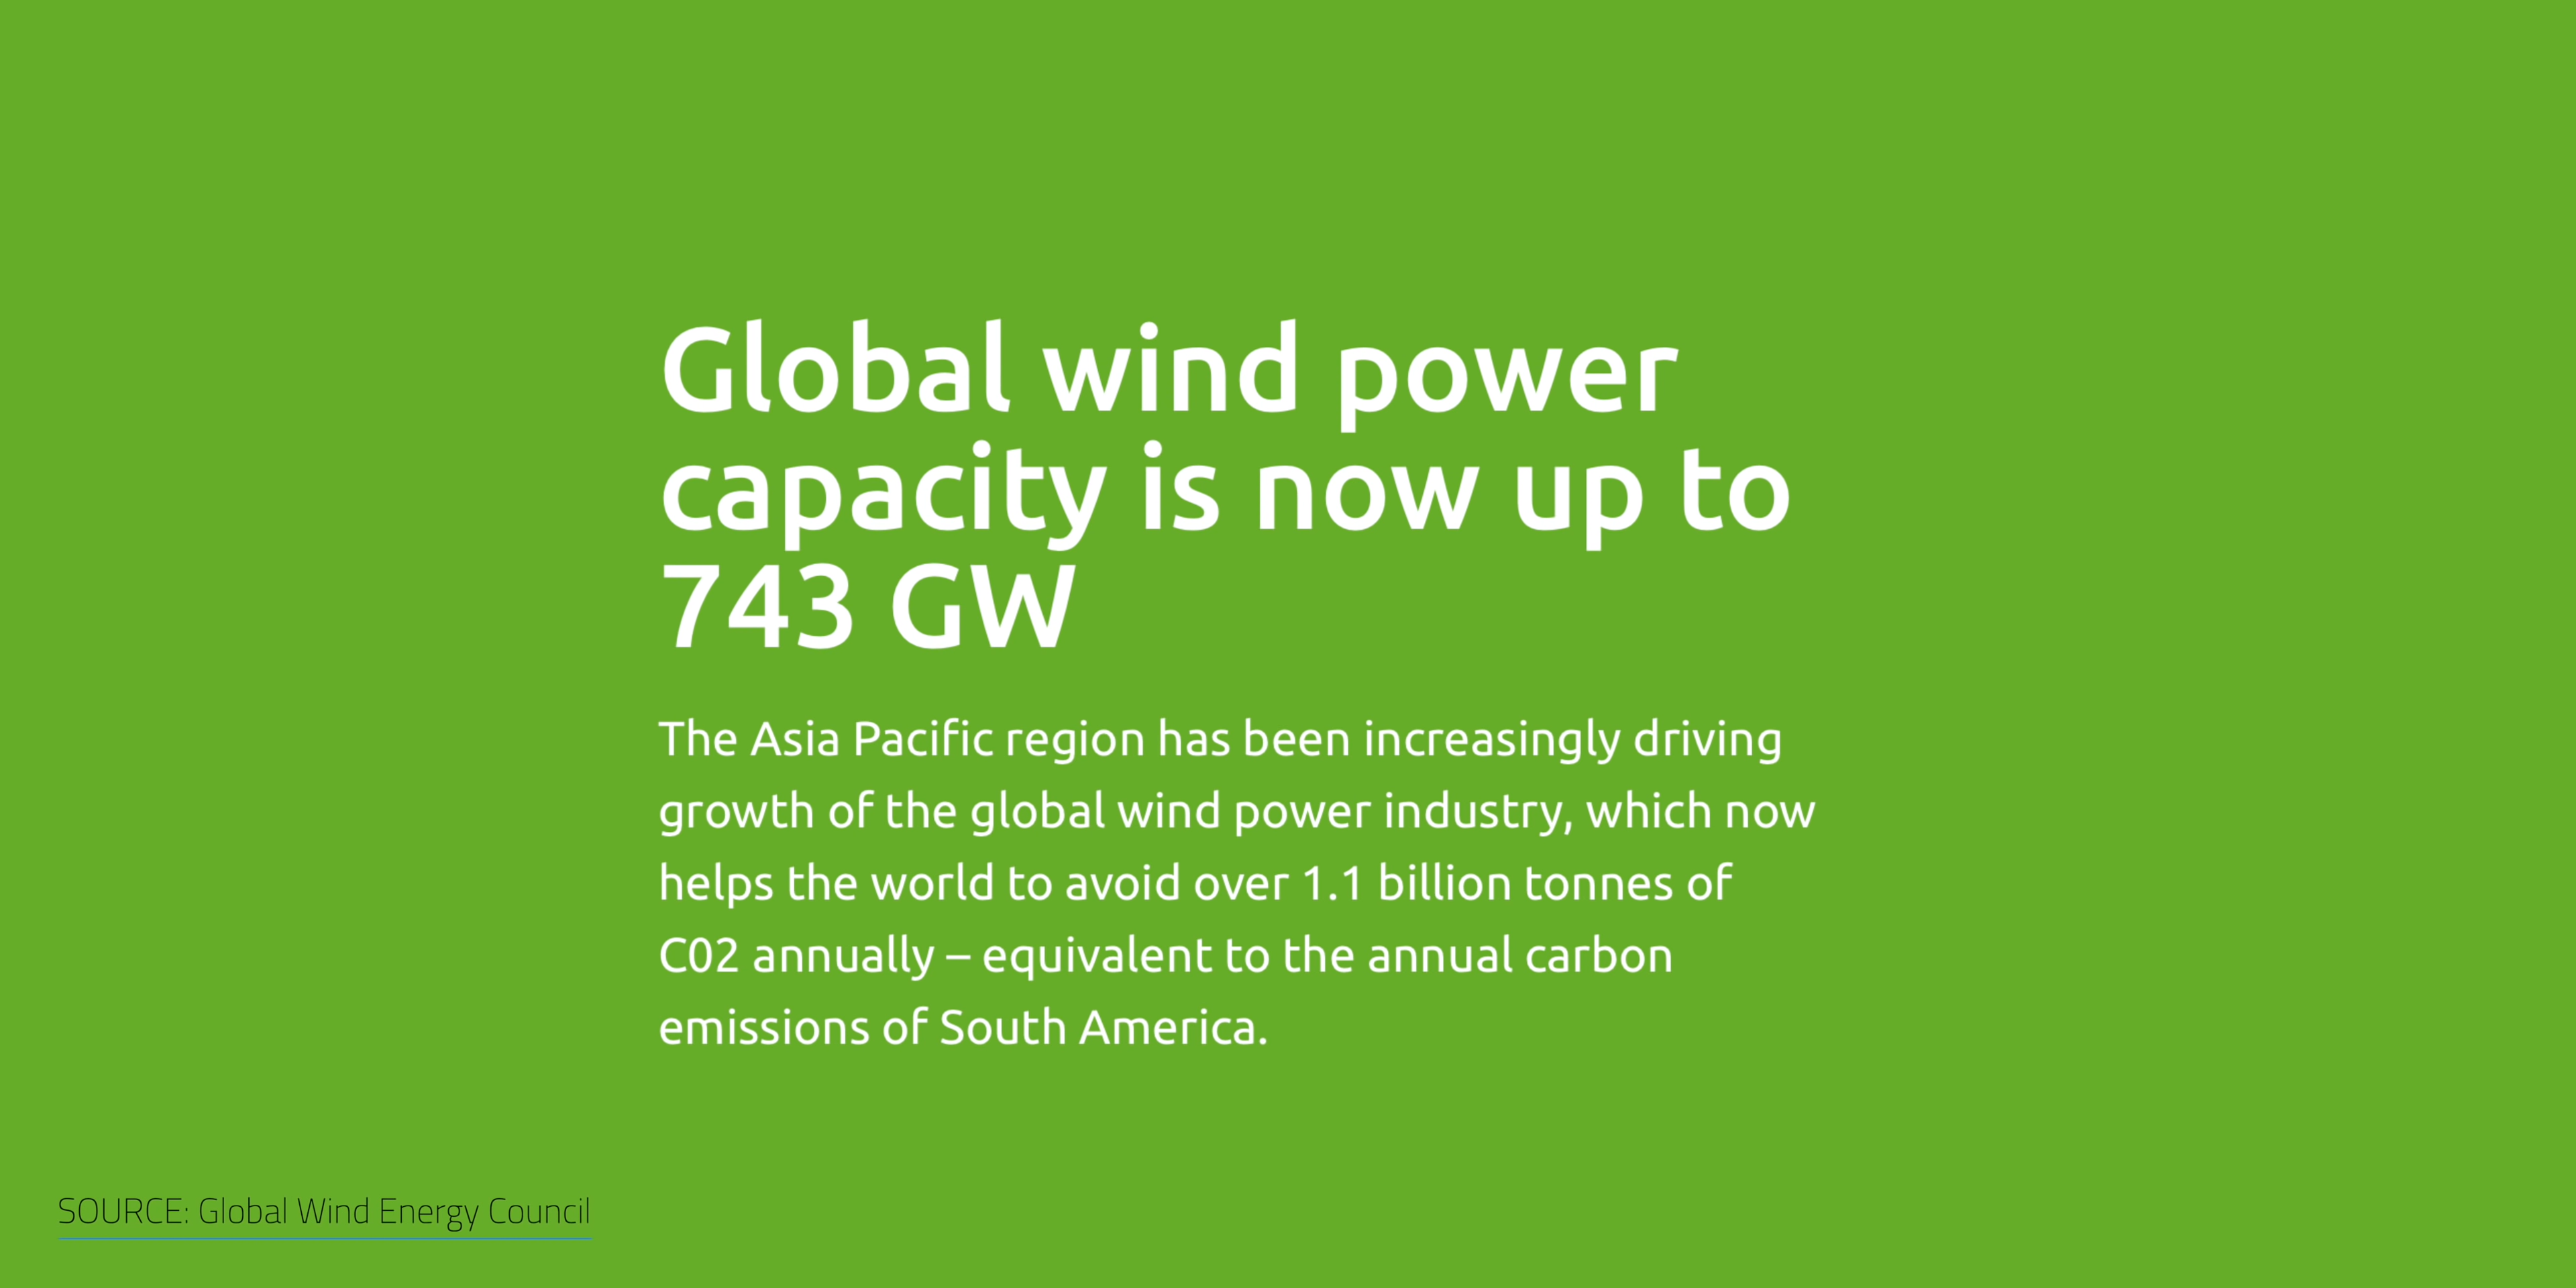 Global wind power
capacity is now up to
743 GW
The Asia Pacific region has been increasingly driving
growth of the global wind power industry, which now
helps the world to avoid over 1.1 billion tonnes of
C02 annually – equivalent to the annual carbon
emissions of South America.
SOURCE: Global Wind Energy Council